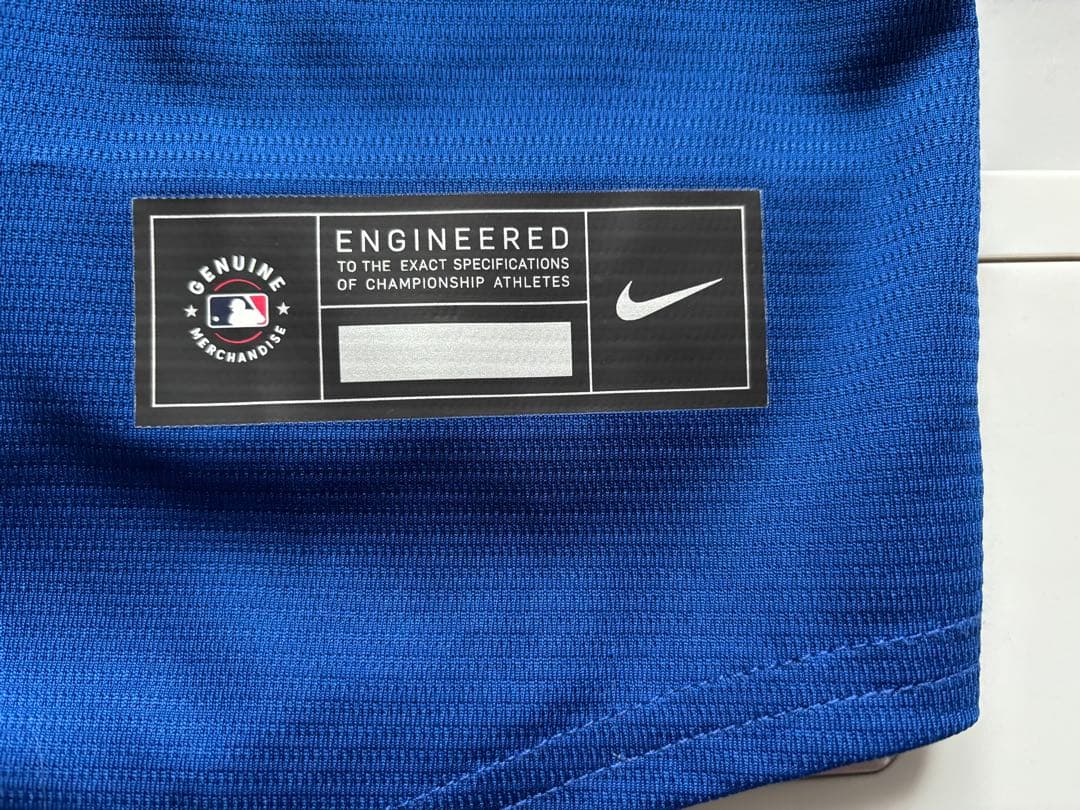 GENUINE
MERCHANDISE
ENGINEERED
TO THE EXACT SPECIFICATIONS
OF CHAMPIONSHIP ATHLETES